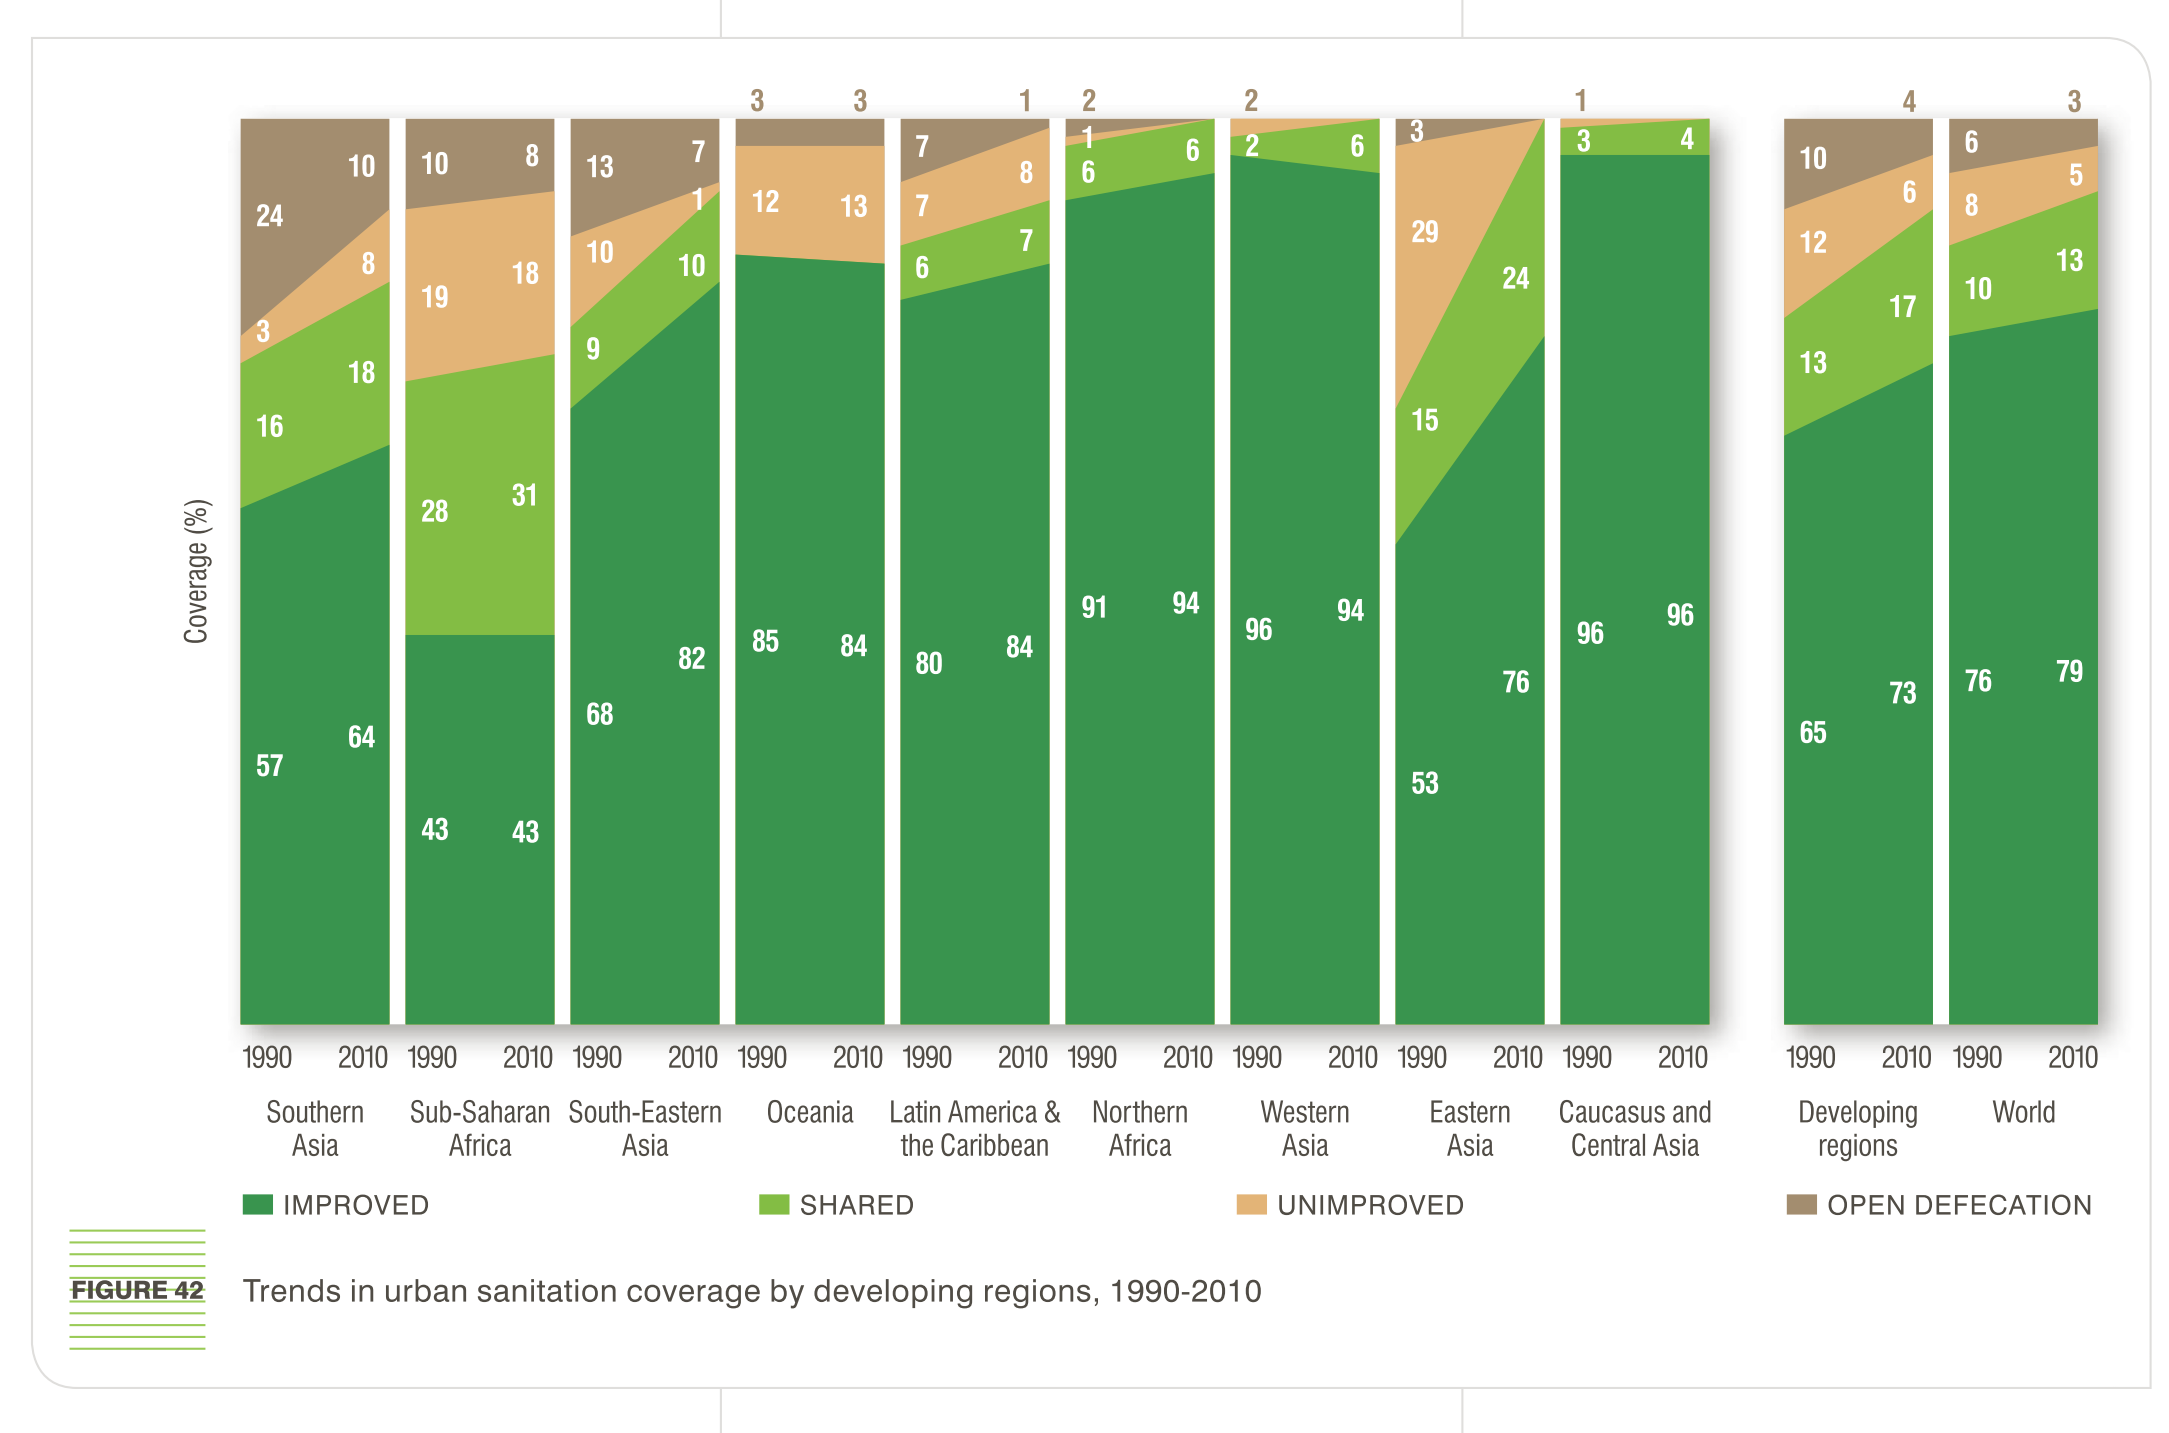 3 3 1 2 2 1 4 3
24 10 10 8 13 7 7 1 3 10 6
3 8 19 18 10 1 12 13 7 8 29 12 6 8 5
16 18 28 31 9 10 6 7 6 6 2 6 15 24 3 4 13 17 10 13
57 64 43 43 68 82 85 84 80 84 91 94 96 94 53 76 96 96 65 73 76 79
Coverage (%)
1990 2010 1990 2010 1990 2010 1990 2010 1990 2010 1990 2010 1990 2010 1990 2010 1990 2010 1990 2010 1990 2010
Southern Sub-Saharan South-Eastern Oceania Latin America & Northern Western Eastern Caucasus and Developing World
Asia Africa Asia the Caribbean Africa Asia Asia Central Asia regions
IMPROVED SHARED UNIMPROVED OPEN DEFECATION
FIGURE 42 Trends in urban sanitation coverage by developing regions, 1990-2010